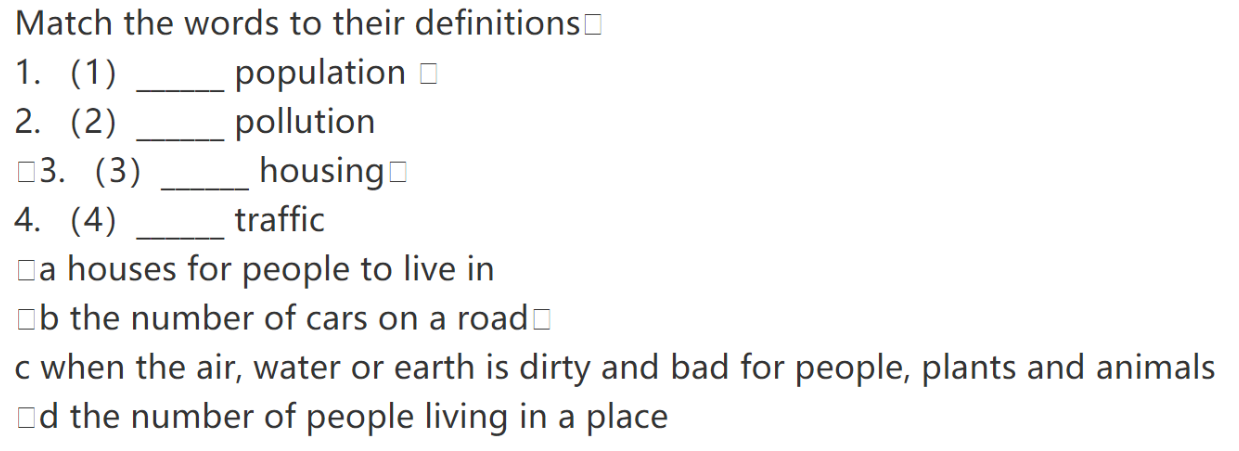 Match the words to their definitions□
1. (1) ______ population □
2. (2) ______ pollution
□3. (3) ______ housing□
4. (4) ______ traffic
□a houses for people to live in
□b the number of cars on a road□
c when the air, water or earth is dirty and bad for people, plants and animals
□d the number of people living in a place